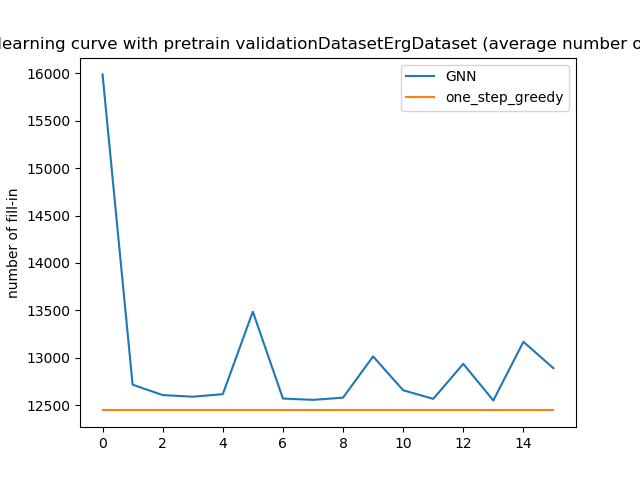 learning curve with pretrain validationDatasetErgDataset (average number o
GNN
one_step_greedy
number of fill-in
16000
15500
15000
14500
14000
13500
13000
12500
0 2 4 6 8 10 12 14